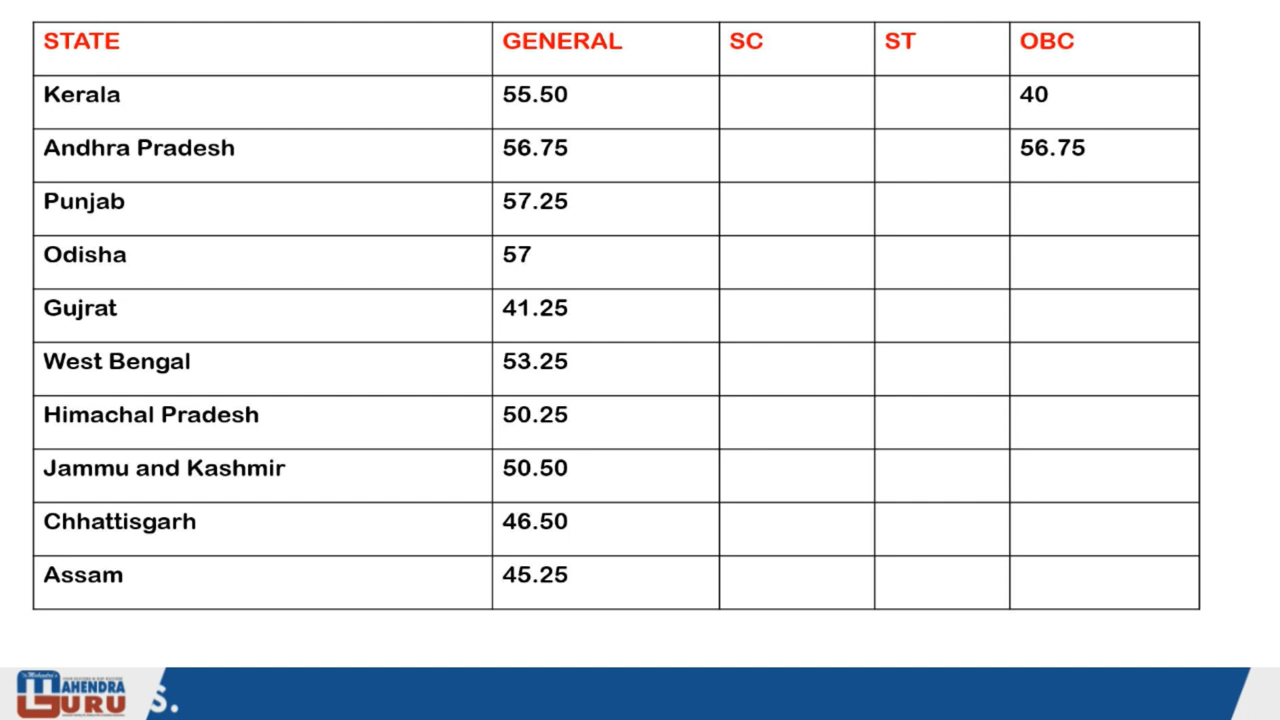 STATE GENERAL SC ST OBC
Kerala 55.50 40
Andhra Pradesh 56.75 56.75
Punjab 57.25
Odisha 57
Gujrat 41.25
West Bengal 53.25
Himachal Pradesh 50.25
Jammu and Kashmir 50.50
Chhattisgarh 46.50
Assam 45.25
MAHENDRA
GURU
S.